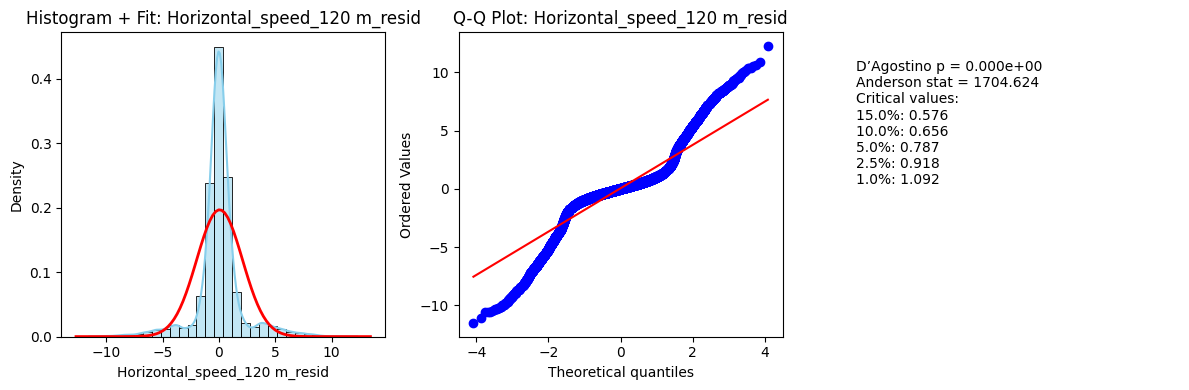 Histogram + Fit: Horizontal_speed_120 m_resid
Density
0.4
0.3
0.2
0.1
0.0
−10
−5
0
5
10
Horizontal_speed_120 m_resid
Q-Q Plot: Horizontal_speed_120 m_resid
Ordered Values
10
5
0
−5
−10
−4
−2
0
2
4
Theoretical quantiles
D’Agostino p = 0.000e+00
Anderson stat = 1704.624
Critical values:
15.0%: 0.576
10.0%: 0.656
5.0%: 0.787
2.5%: 0.918
1.0%: 1.092